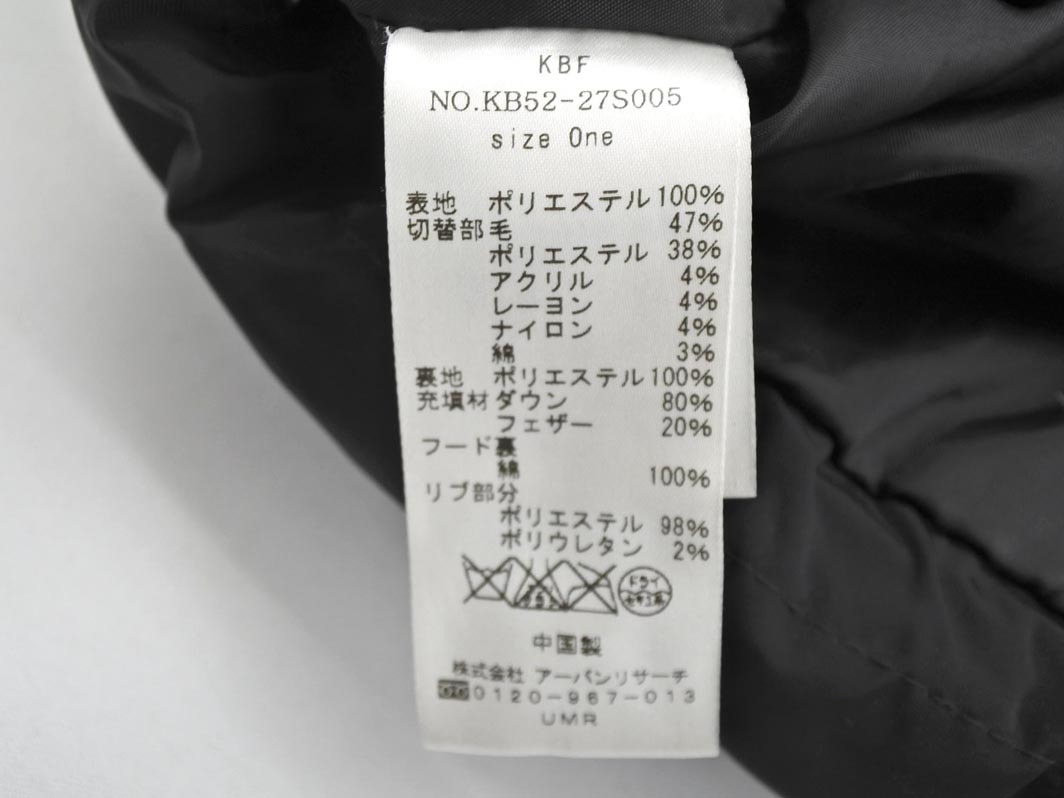 KBF
NO.KB52-27S005
size One
表地 ポリエステル 100%
切替部毛 47%
ポリエステル 38%
アクリル 4%
レーヨン 4%
ナイロン 4%
綿 3%
裏地 ポリエステル 100%
充填材ダウン 80%
フェザー 20%
フード裏
綿 100%
リブ部分
ポリエステル 98%
ポリウレタン 2%
ドライ
セキユ系
中国製
株式会社 アーバンリサーチ
0120-967-013
UMR